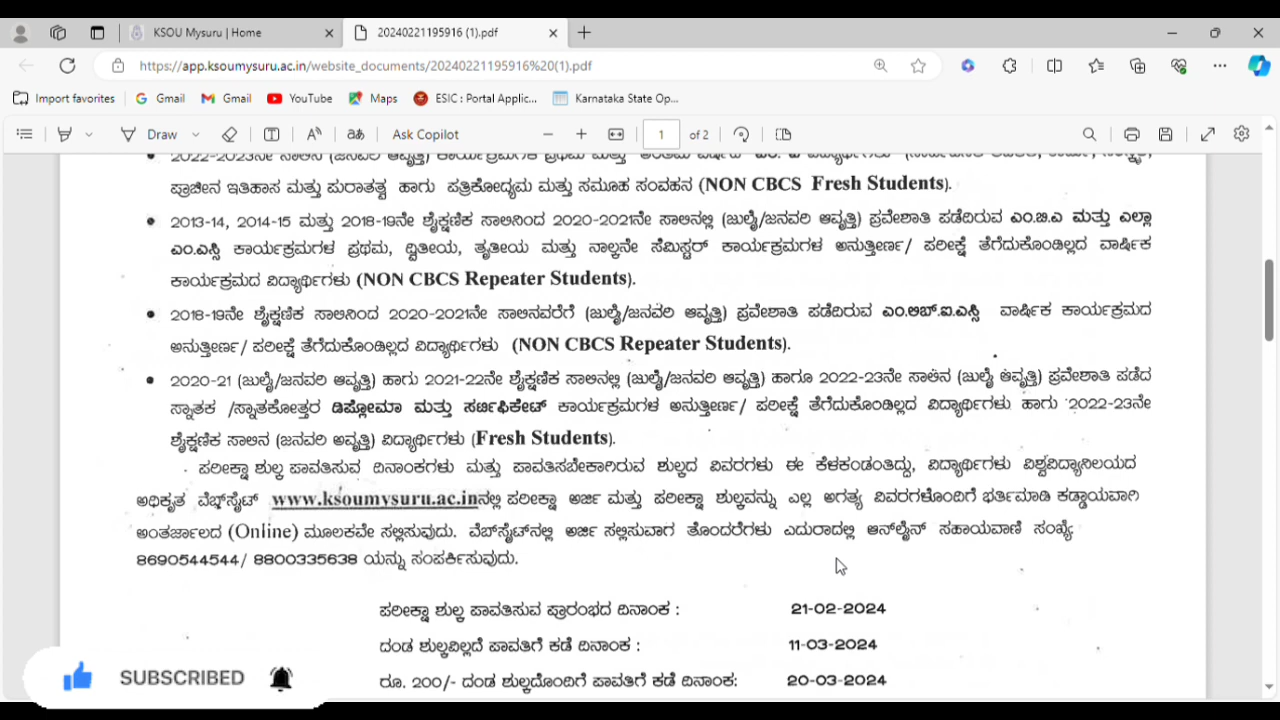 KSOU Mysuru | Home
20240221195916 (1).pdf
https://app.ksoumysuru.ac.in/website_documents/20240221195916%20(1).pdf
Import favorites
Gmail
Gmail
YouTube
Maps
ESIC : Portal Applic...
Karnataka State Op...
Draw
Ask Copilot
1 of 2
ಪ್ರಾಚೀನ ಇತಿಹಾಸ ಮತ್ತು ಪುರಾತತ್ವ ಹಾಗು ಪತ್ರಿಕೋದ್ಯಮ ಮತ್ತು ಸಮೂಹ ಸಂವಹನ (NON CBCS Fresh Students).
• 2013-14, 2014-15 ಮತ್ತು 2018-19ನೇ ಶೈಕ್ಷಣಿಕ ಸಾಲಿನಿಂದ 2020-2021ನೇ ಸಾಲಿನಲ್ಲಿ (ಜುಲೈ/ಜನವರಿ ಆವೃತ್ತಿ) ಪ್ರವೇಶಾತಿ ಪಡೆದಿರುವ ಎಂ.ಬಿ.ಎ ಮತ್ತು ಎಲ್ಲಾ
ಎಂ.ಎಸ್ಸಿ ಕಾರ್ಯಕ್ರಮಗಳ ಪ್ರಥಮ, ದ್ವಿತೀಯ, ತೃತೀಯ ಮತ್ತು ನಾಲ್ಕನೇ ಸೆಮಿಸ್ಟರ್ ಕಾರ್ಯಕ್ರಮಗಳ ಅನುತ್ತೀರ್ಣ/ ಪರೀಕ್ಷೆ ತೆಗೆದುಕೊಂಡಿಲ್ಲದ ವಾರ್ಷಿಕ
ಕಾರ್ಯಕ್ರಮದ ವಿದ್ಯಾರ್ಥಿಗಳು (NON CBCS Repeater Students).
• 2018-19ನೇ ಶೈಕ್ಷಣಿಕ ಸಾಲಿನಿಂದ 2020-2021ನೇ ಸಾಲಿನವರೆಗೆ (ಜುಲೈ/ಜನವರಿ ಆವೃತ್ತಿ) ಪ್ರವೇಶಾತಿ ಪಡೆದಿರುವ ಎಂ.ಲಿಬ್.ಐ.ಎಸ್ಸಿ ವಾರ್ಷಿಕ ಕಾರ್ಯಕ್ರಮದ
ಅನುತ್ತೀರ್ಣ/ ಪರೀಕ್ಷೆ ತೆಗೆದುಕೊಂಡಿಲ್ಲದ ವಿದ್ಯಾರ್ಥಿಗಳು (NON CBCS Repeater Students).
• 2020-21 (ಜುಲೈ/ಜನವರಿ ಆವೃತ್ತಿ) ಹಾಗು 2021-22ನೇ ಶೈಕ್ಷಣಿಕ ಸಾಲಿನಲ್ಲಿ (ಜುಲೈ/ಜನವರಿ ಆವೃತ್ತಿ) ಹಾಗೂ 2022-23ನೇ ಸಾಲಿನ (ಜುಲೈ ಆವೃತ್ತಿ) ಪ್ರವೇಶಾತಿ ಪಡೆದ
ಸ್ನಾತಕ /ಸ್ನಾತಕೋತ್ತರ ಡಿಪ್ಲೋಮಾ ಮತ್ತು ಸರ್ಟಿಫಿಕೇಟ್ ಕಾರ್ಯಕ್ರಮಗಳ ಅನುತ್ತೀರ್ಣ/ ಪರೀಕ್ಷೆ ತೆಗೆದುಕೊಂಡಿಲ್ಲದ ವಿದ್ಯಾರ್ಥಿಗಳು ಹಾಗು 2022-23ನೇ
ಶೈಕ್ಷಣಿಕ ಸಾಲಿನ (ಜನವರಿ ಅವೃತ್ತಿ) ವಿದ್ಯಾರ್ಥಿಗಳು (Fresh Students).
ಪರೀಕ್ಷಾ ಶುಲ್ಕ ಪಾವತಿಸುವ ದಿನಾಂಕಗಳು ಮತ್ತು ಪಾವತಿಸಬೇಕಾಗಿರುವ ಶುಲ್ಕದ ವಿವರಗಳು ಈ ಕೆಳಕಂಡಂತಿದ್ದು, ವಿದ್ಯಾರ್ಥಿಗಳು ವಿಶ್ವವಿದ್ಯಾನಿಲಯದ
ಅಧಿಕೃತ ವೆಬ್‌ಸೈಟ್ www.ksoumysuru.ac.inನಲ್ಲಿ ಪರೀಕ್ಷಾ ಅರ್ಜಿ ಮತ್ತು ಪರೀಕ್ಷಾ ಶುಲ್ಕವನ್ನು ಎಲ್ಲ ಅಗತ್ಯ ವಿವರಗಳೊಂದಿಗೆ ಭರ್ತಿಮಾಡಿ ಕಡ್ಡಾಯವಾಗಿ
ಅಂತರ್ಜಾಲದ (Online) ಮೂಲಕವೇ ಸಲ್ಲಿಸುವುದು. ವೆಬ್‌ಸೈಟ್‌ನಲ್ಲಿ ಅರ್ಜಿ ಸಲ್ಲಿಸುವಾಗ ತೊಂದರೆಗಳು ಎದುರಾದಲ್ಲಿ ಆನ್‌ಲೈನ್ ಸಹಾಯವಾಣಿ ಸಂಖ್ಯೆ
8690544544/ 8800335638 ಯನ್ನು ಸಂಪರ್ಕಿಸುವುದು.
ಪರೀಕ್ಷಾ ಶುಲ್ಕ ಪಾವತಿಸುವ ಪ್ರಾರಂಭದ ದಿನಾಂಕ : 21-02-2024
ದಂಡ ಶುಲ್ಕವಿಲ್ಲದೆ ಪಾವತಿಗೆ ಕಡೆ ದಿನಾಂಕ : 11-03-2024
ರೂ. 200/- ದಂಡ ಶುಲ್ಕದೊಂದಿಗೆ ಪಾವತಿಗೆ ಕಡೆ ದಿನಾಂಕ: 20-03-2024
SUBSCRIBED